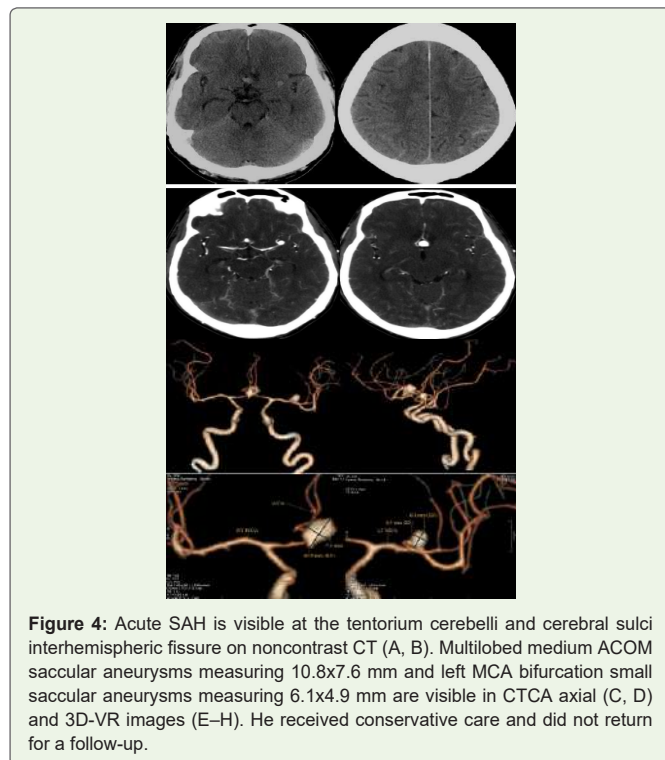 Figure 4: Acute SAH is visible at the tentorium cerebelli and cerebral sulci
interhemispheric fissure on noncontrast CT (A, B). Multilobed medium ACOM
saccular aneurysms measuring 10.8x7.6 mm and left MCA bifurcation small
saccular aneurysms measuring 6.1x4.9 mm are visible in CTCA axial (C, D)
and 3D-VR images (E–H). He received conservative care and did not return
for a follow-up.